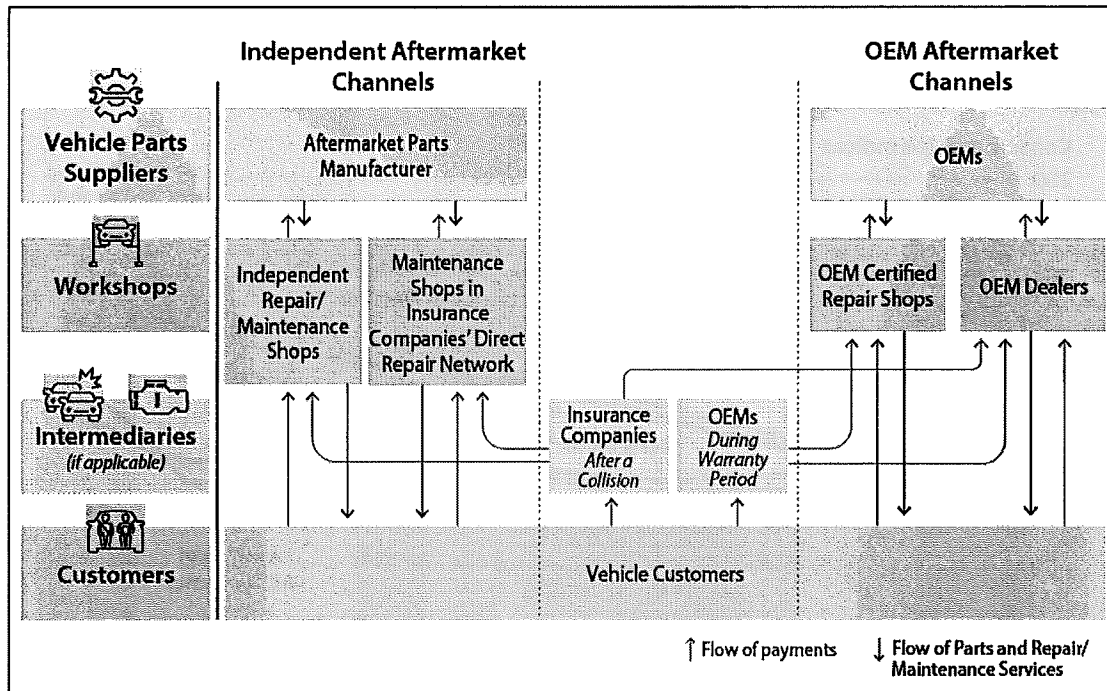 Independent Aftermarket
Channels
OEM Aftermarket
Channels
Vehicle Parts
Suppliers
Aftermarket Parts
Manufacturer
OEMs
Workshops
Independent
Repair/
Maintenance
Shops
Maintenance
Shops in
Insurance
Companies' Direct
Repair Network
OEM Certified
Repair Shops
OEM Dealers
Intermediaries
(if applicable)
Insurance
Companies
After a
Collision
OEMs
During
Warranty
Period
Customers
Vehicle Customers
↑ Flow of payments
↓ Flow of Parts and Repair/
Maintenance Services